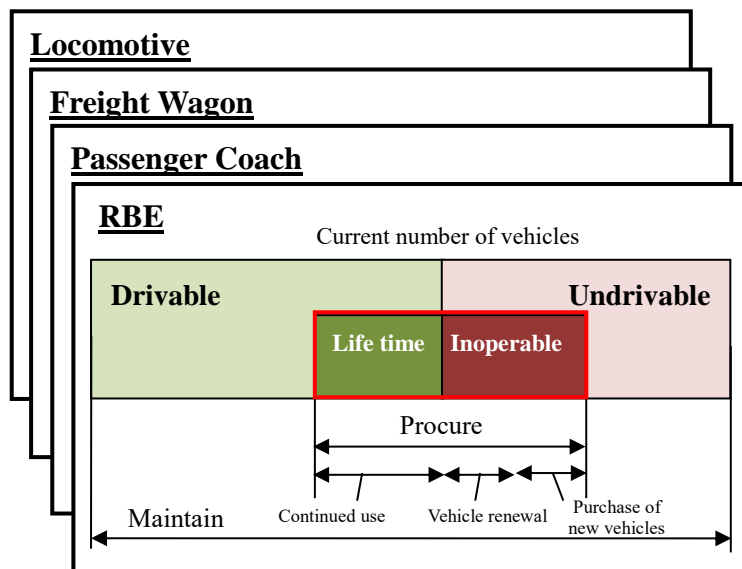 Locomotive
Freight Wagon
Passenger Coach
RBE
Current number of vehicles
Drivable
Undrivable
Life time
Inoperable
Procure
Continued use
Vehicle renewal
Purchase of
new vehicles
Maintain